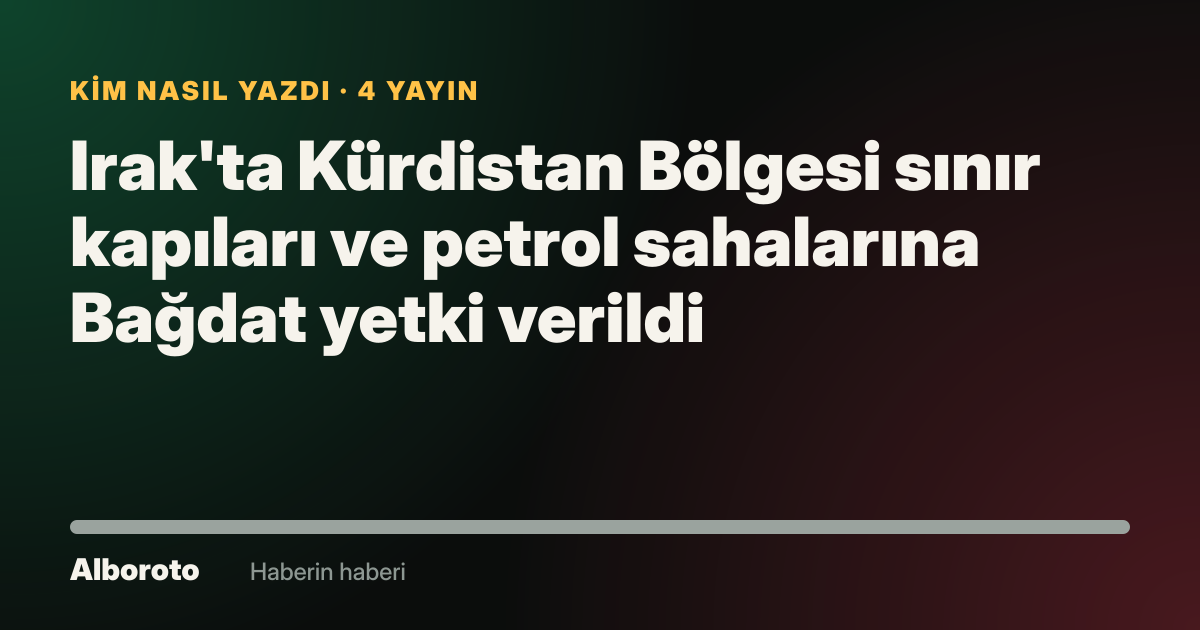 KİM NASIL YAZDI · 4 YAYIN
Irak'ta Kürdistan Bölgesi sınır
kapıları ve petrol sahalarına
Bağdat yetki verildi
Alboroto Haberin haberi